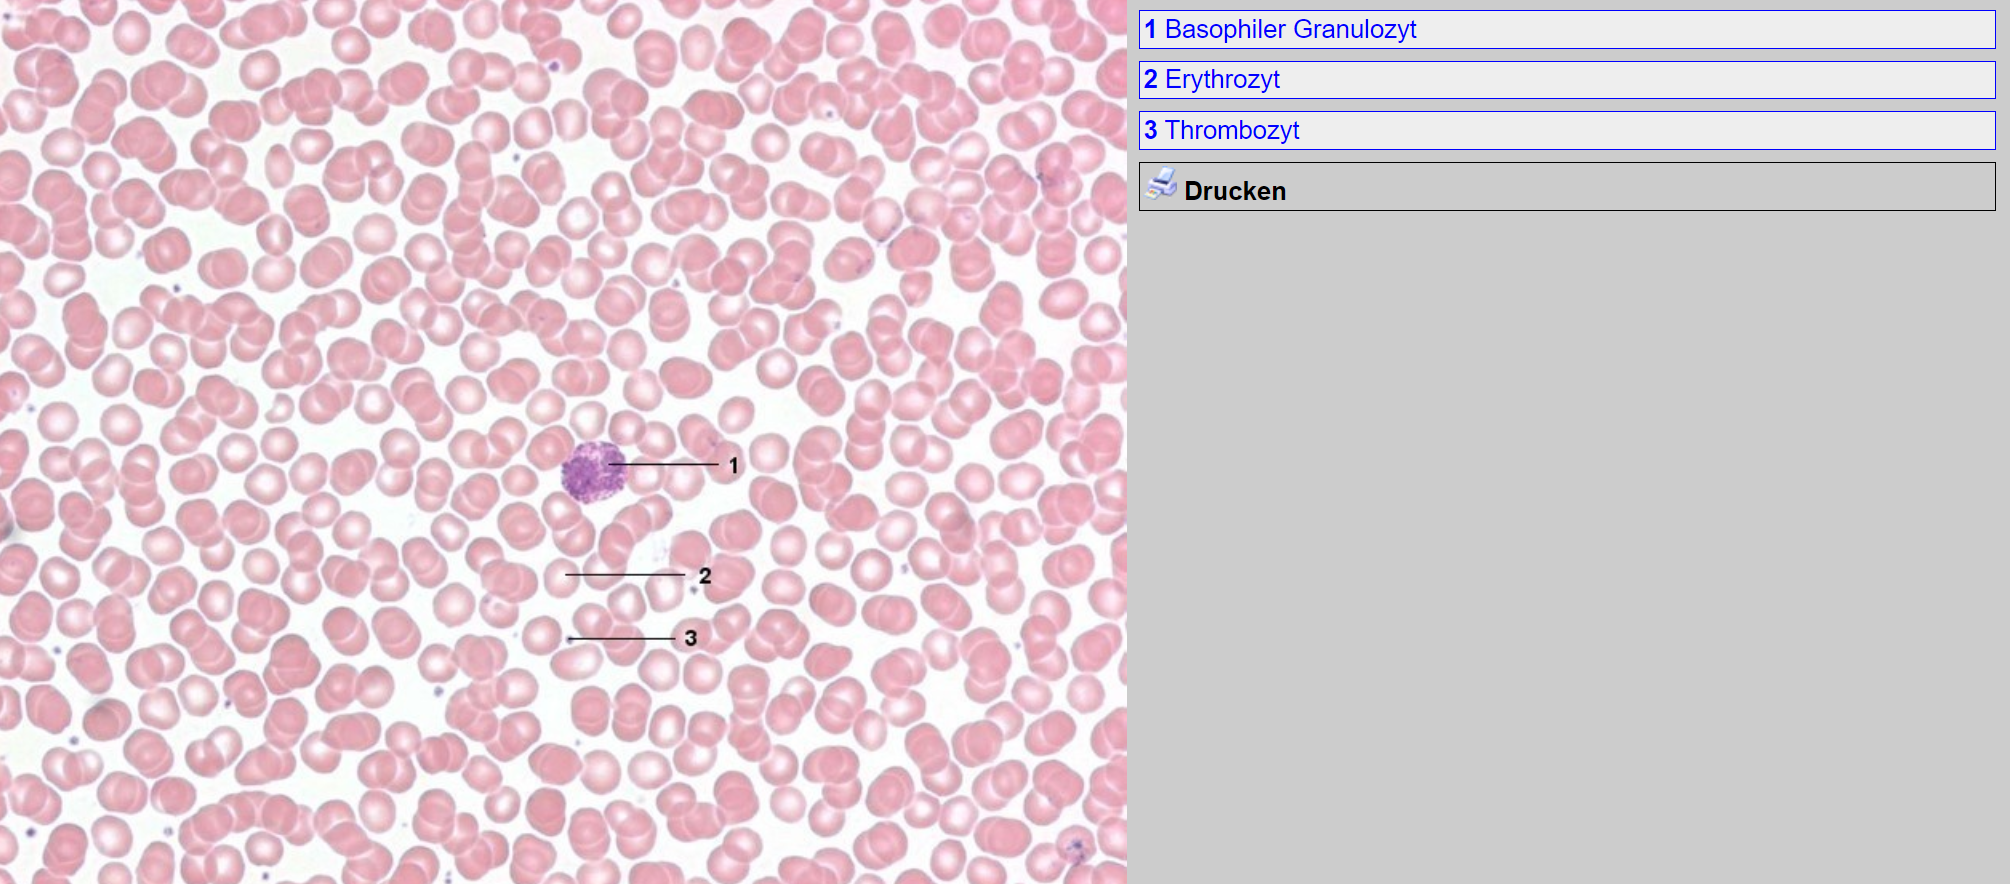 1 Basophiler Granulozyt
2 Erythrozyt
3 Thrombozyt
Drucken
1
2
3